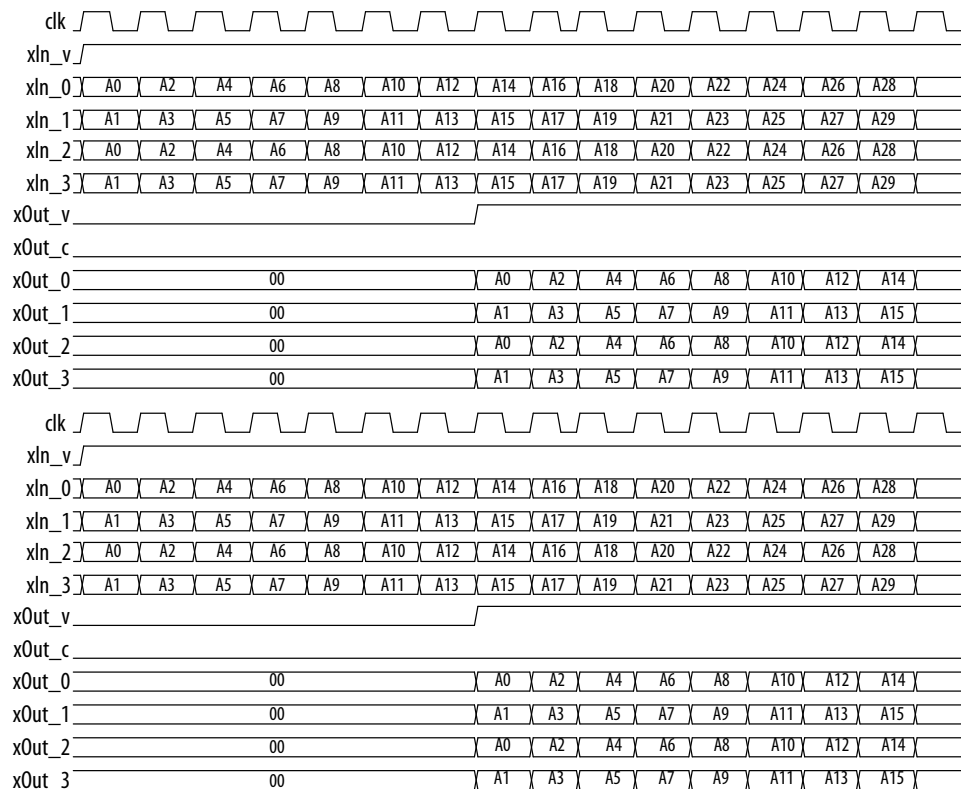 clk
xIn_v
xIn_0 A0 A2 A4 A6 A8 A10 A12 A14 A16 A18 A20 A22 A24 A26 A28
xIn_1 A1 A3 A5 A7 A9 A11 A13 A15 A17 A19 A21 A23 A25 A27 A29
xIn_2 A0 A2 A4 A6 A8 A10 A12 A14 A16 A18 A20 A22 A24 A26 A28
xIn_3 A1 A3 A5 A7 A9 A11 A13 A15 A17 A19 A21 A23 A25 A27 A29
xOut_v
xOut_c
xOut_0 00 A0 A2 A4 A6 A8 A10 A12 A14
xOut_1 00 A1 A3 A5 A7 A9 A11 A13 A15
xOut_2 00 A0 A2 A4 A6 A8 A10 A12 A14
xOut_3 00 A1 A3 A5 A7 A9 A11 A13 A15
clk
xIn_v
xIn_0 A0 A2 A4 A6 A8 A10 A12 A14 A16 A18 A20 A22 A24 A26 A28
xIn_1 A1 A3 A5 A7 A9 A11 A13 A15 A17 A19 A21 A23 A25 A27 A29
xIn_2 A0 A2 A4 A6 A8 A10 A12 A14 A16 A18 A20 A22 A24 A26 A28
xIn_3 A1 A3 A5 A7 A9 A11 A13 A15 A17 A19 A21 A23 A25 A27 A29
xOut_v
xOut_c
xOut_0 00 A0 A2 A4 A6 A8 A10 A12 A14
xOut_1 00 A1 A3 A5 A7 A9 A11 A13 A15
xOut_2 00 A0 A2 A4 A6 A8 A10 A12 A14
xOut_3 00 A1 A3 A5 A7 A9 A11 A13 A15